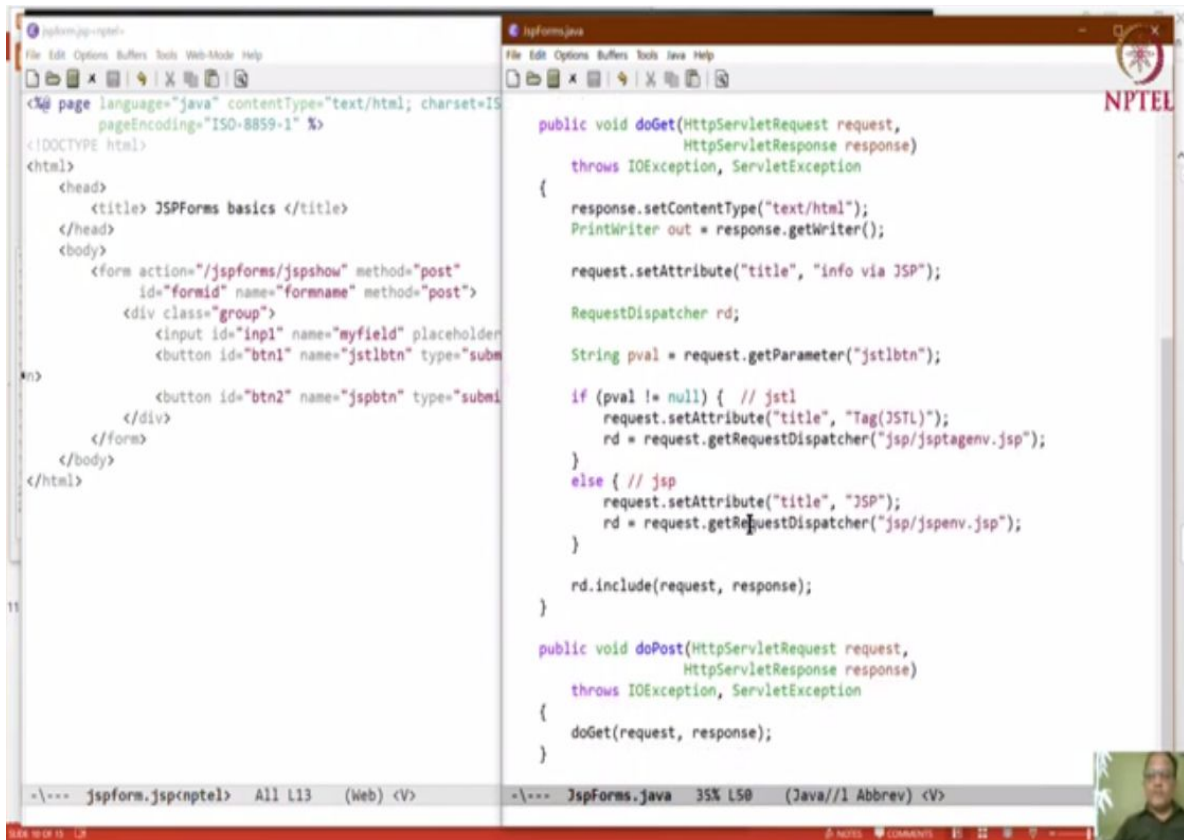 jspform.jsp<nptel>
File Edit Options Buffers Tools Web-Mode Help
<%@ page language="java" contentType="text/html; charset=IS
pageEncoding="ISO-8859-1" %>
<!DOCTYPE html>
<html>
<head>
<title> JSPForms basics </title>
</head>
<body>
<form action="/jspforms/jspshow" method="post"
id="formid" name="formname" method="post">
<div class="group">
<input id="inp1" name="myfield" placeholder
<button id="btn1" name="jstlbtn" type="subm
n>
<button id="btn2" name="jspbtn" type="submi
</div>
</form>
</body>
</html>
-\--- jspform.jsp<nptel> All L13 (Web) <V>
JspForms.java
File Edit Options Buffers Tools Java Help
NPTEL
public void doGet(HttpServletRequest request,
HttpServletResponse response)
throws IOException, ServletException
{
response.setContentType("text/html");
PrintWriter out = response.getWriter();
request.setAttribute("title", "info via JSP");
RequestDispatcher rd;
String pval = request.getParameter("jstlbtn");
if (pval != null) { // jstl
request.setAttribute("title", "Tag(JSTL)");
rd = request.getRequestDispatcher("jsp/jsptagenv.jsp");
}
else { // jsp
request.setAttribute("title", "JSP");
rd = request.getRequestDispatcher("jsp/jspenv.jsp");
}
rd.include(request, response);
}
public void doPost(HttpServletRequest request,
HttpServletResponse response)
throws IOException, ServletException
{
doGet(request, response);
}
-\--- JspForms.java 35% L50 (Java//l Abbrev) <V>
11
SLIDE 10 OF 15
NOTES COMMENTS